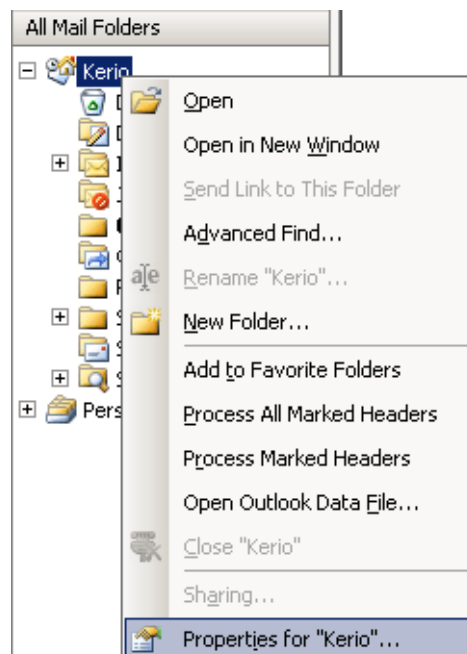 All Mail Folders
Kerio
Open
Open in New Window
Send Link to This Folder
Advanced Find...
Rename "Kerio"...
New Folder...
Add to Favorite Folders
Process All Marked Headers
Process Marked Headers
Open Outlook Data File...
Close "Kerio"
Pers
Sharing...
Properties for "Kerio"...